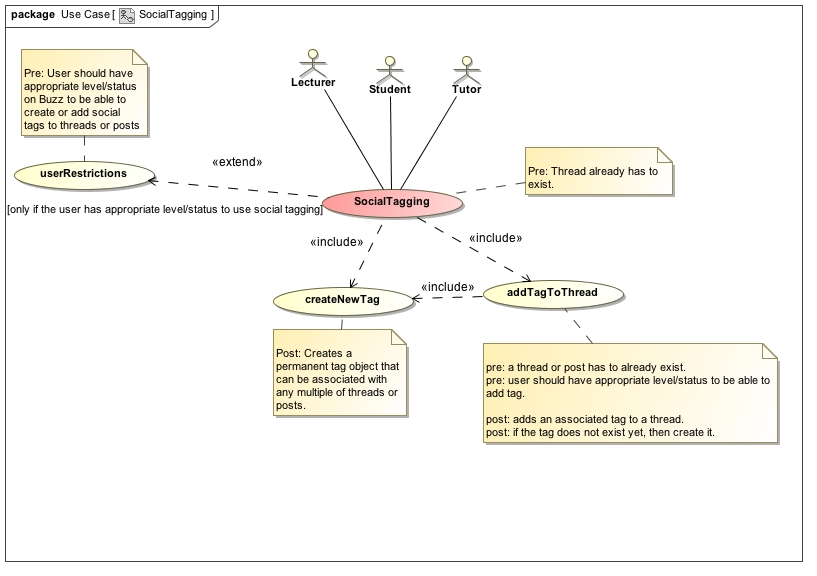 package Use Case [ SocialTagging ]
Lecturer
Student
Tutor
Pre: User should have
appropriate level/status
on Buzz to be able to
create or add social
tags to threads or posts
userRestrictions
«extend»
[only if the user has appropriate level/status to use social tagging]
SocialTagging
Pre: Thread already has to
exist.
«include»
«include»
createNewTag
«include»
addTagToThread
Post: Creates a
permanent tag object that
can be associated with
any multiple of threads or
posts.
pre: a thread or post has to already exist.
pre: user should have appropriate level/status to be able to
add tag.
post: adds an associated tag to a thread.
post: if the tag does not exist yet, then create it.